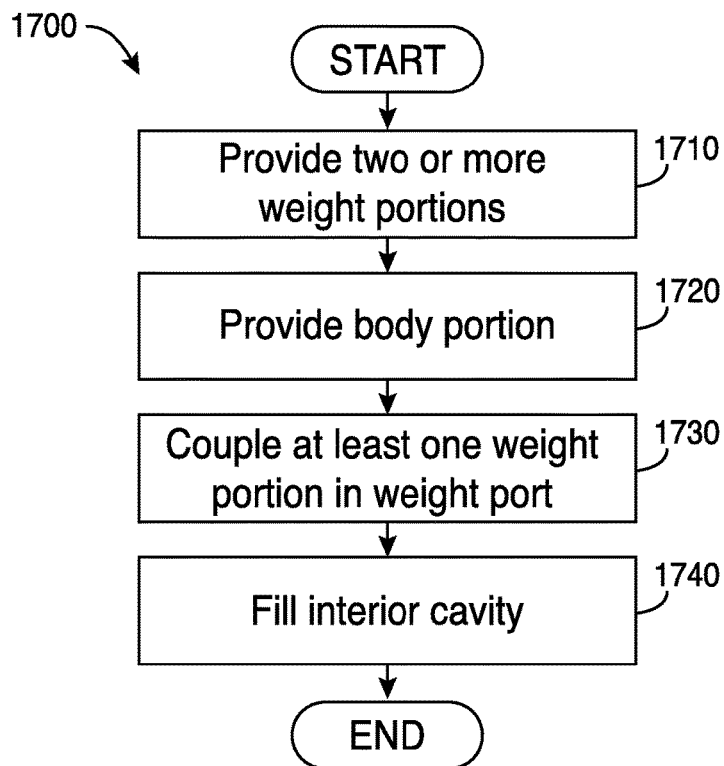 1700
START
Provide two or more
weight portions
1710
Provide body portion
1720
Couple at least one weight
portion in weight port
1730
Fill interior cavity
1740
END